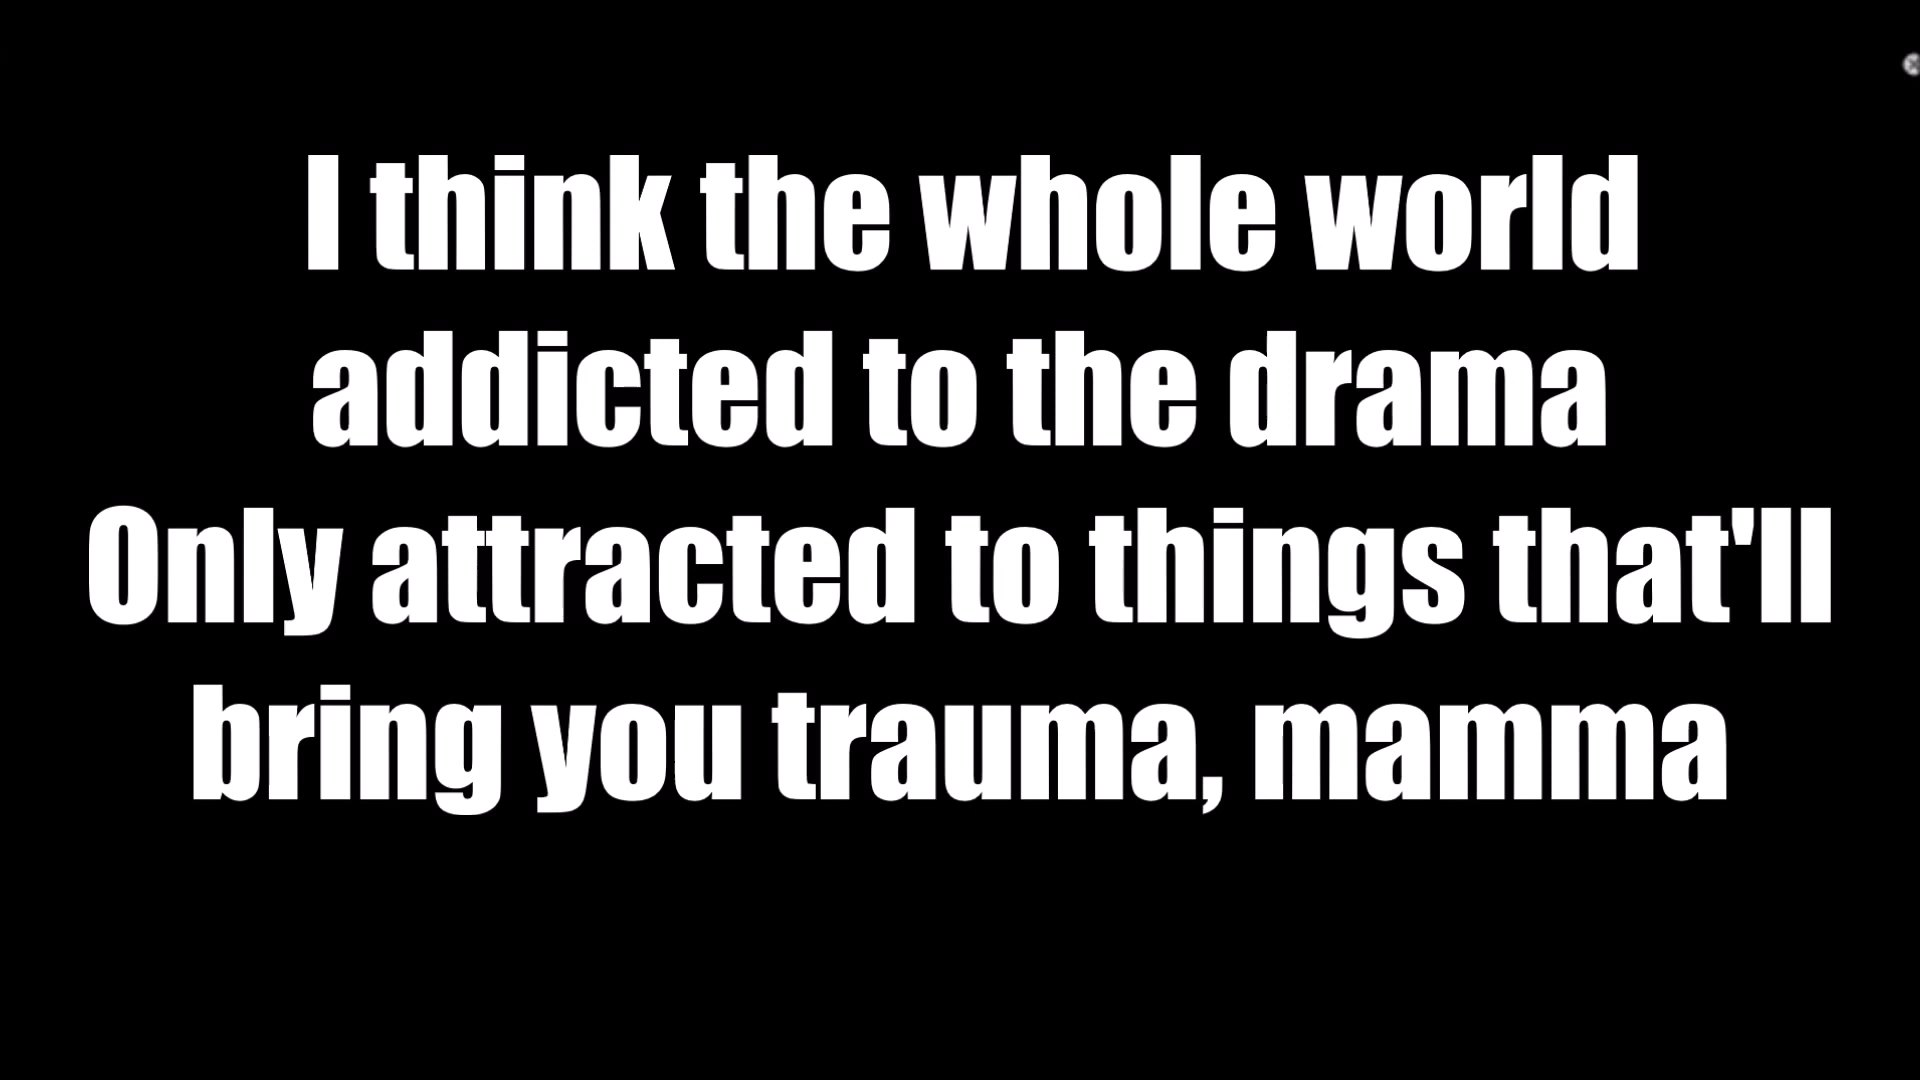 I think the whole world
addicted to the drama
Only attracted to things that'll
bring you trauma, mamma